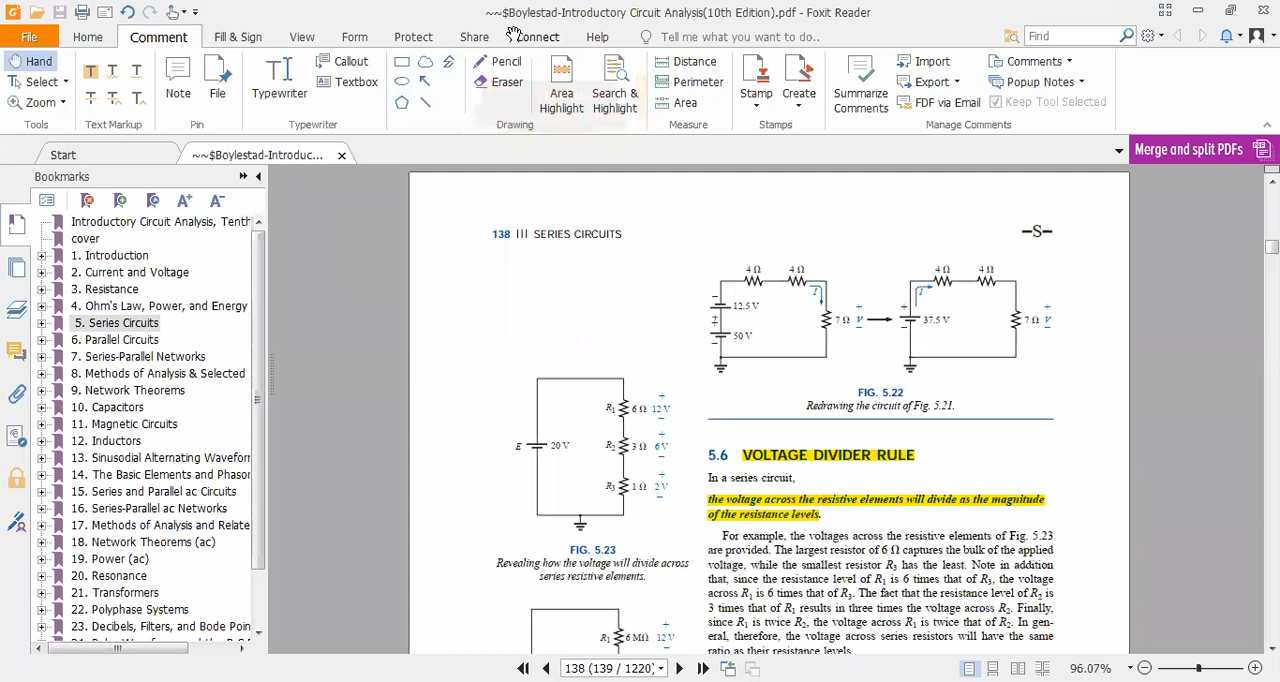 ~~$Boylestad-Introductory Circuit Analysis(10th Edition).pdf - Foxit Reader
File Home Comment Fill & Sign View Form Protect Share Connect Help Tell me what you want to do.. Find
Hand
Select
Zoom
Tools
Text Markup
Note
File
Pin
Typewriter
Callout
Textbox
Typewriter
Pencil
Eraser
Area Highlight
Search & Highlight
Drawing
Distance
Perimeter
Area
Measure
Stamp
Create
Stamps
Summarize Comments
Import
Export
FDF via Email
Comments
Popup Notes
Keep Tool Selected
Manage Comments
Start
~~$Boylestad-Introduc...
Merge and split PDFs
Bookmarks
Introductory Circuit Analysis, Tenth
cover
1. Introduction
2. Current and Voltage
3. Resistance
4. Ohm's Law, Power, and Energy
5. Series Circuits
6. Parallel Circuits
7. Series-Parallel Networks
8. Methods of Analysis & Selected
9. Network Theorems
10. Capacitors
11. Magnetic Circuits
12. Inductors
13. Sinusodial Alternating Waveforn
14. The Basic Elements and Phason
15. Series and Parallel ac Circuits
16. Series-Parallel ac Networks
17. Methods of Analysis and Relate
18. Network Theorems (ac)
19. Power (ac)
20. Resonance
21. Transformers
22. Polyphase Systems
23. Decibels, Filters, and Bode Poin
138 III SERIES CIRCUITS
S
4 Ω 4 Ω 4 Ω 4 Ω
I I
12.5 V
50 V
7 Ω + V −
37.5 V
7 Ω + V −
FIG. 5.22
Redrawing the circuit of Fig. 5.21.
E 20 V
R1 6 Ω + 12 V −
R2 3 Ω + 6 V −
R3 1 Ω + 2 V −
FIG. 5.23
Revealing how the voltage will divide across
series resistive elements.
R1 6 MΩ + 12 V
5.6 VOLTAGE DIVIDER RULE
In a series circuit,
the voltage across the resistive elements will divide as the magnitude
of the resistance levels.
For example, the voltages across the resistive elements of Fig. 5.23
are provided. The largest resistor of 6 Ω captures the bulk of the applied
voltage, while the smallest resistor R3 has the least. Note in addition
that, since the resistance level of R1 is 6 times that of R3, the voltage
across R1 is 6 times that of R3. The fact that the resistance level of R2 is
3 times that of R1 results in three times the voltage across R2. Finally,
since R1 is twice R2, the voltage across R1 is twice that of R2. In gen-
eral, therefore, the voltage across series resistors will have the same
ratio as their resistance levels.
138 (139 / 1220)
96.07%